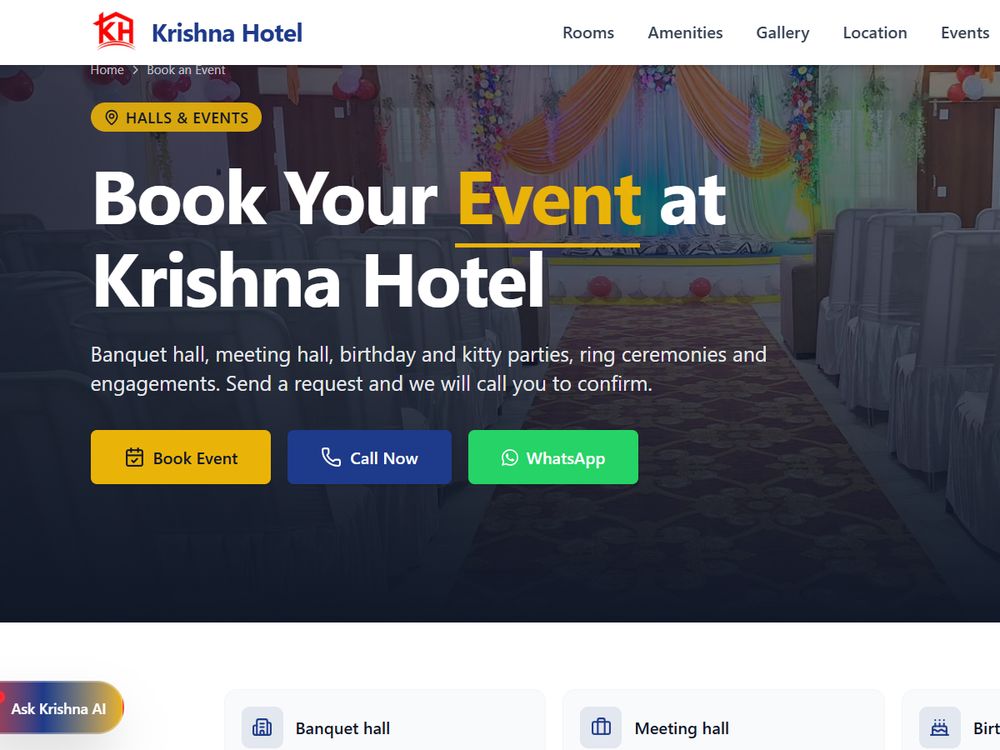 KH
Krishna Hotel
Rooms
Amenities
Gallery
Location
Events
Home > Book an Event
HALLS & EVENTS
Book Your Event at
Krishna Hotel
Banquet hall, meeting hall, birthday and kitty parties, ring ceremonies and
engagements. Send a request and we will call you to confirm.
Book Event
Call Now
WhatsApp
Ask Krishna AI
Banquet hall
Meeting hall
Birt